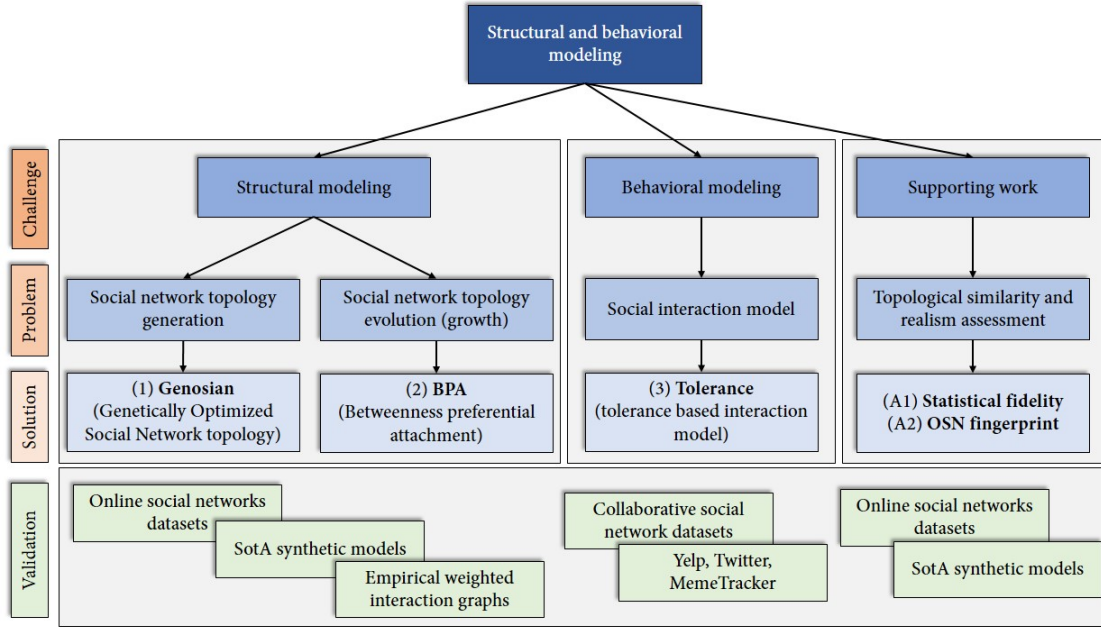 Structural and behavioral
modeling
Challenge
Structural modeling
Behavioral modeling
Supporting work
Problem
Social network topology
generation
Social network topology
evolution (growth)
Social interaction model
Topological similarity and
realism assessment
Solution
(1) Genosian
(Genetically Optimized
Social Network topology)
(2) BPA
(Betweenness preferential
attachment)
(3) Tolerance
(tolerance based interaction
model)
(A1) Statistical fidelity
(A2) OSN fingerprint
Validation
Online social networks
datasets
SotA synthetic models
Empirical weighted
interaction graphs
Collaborative social
network datasets
Yelp, Twitter,
MemeTracker
Online social networks
datasets
SotA synthetic models